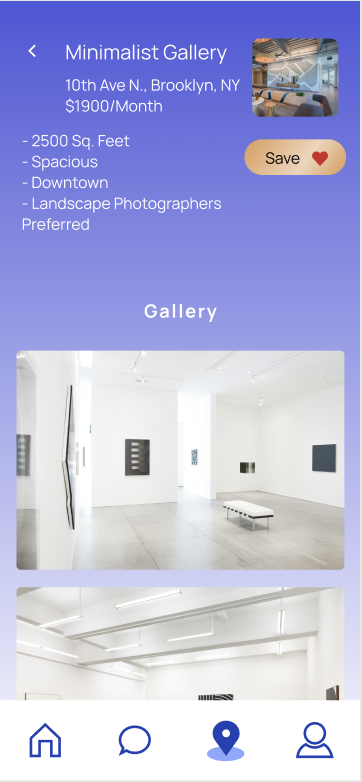 Minimalist Gallery
10th Ave N., Brooklyn, NY
$1900/Month
- 2500 Sq. Feet
- Spacious
- Downtown
- Landscape Photographers
Preferred
Save
Gallery